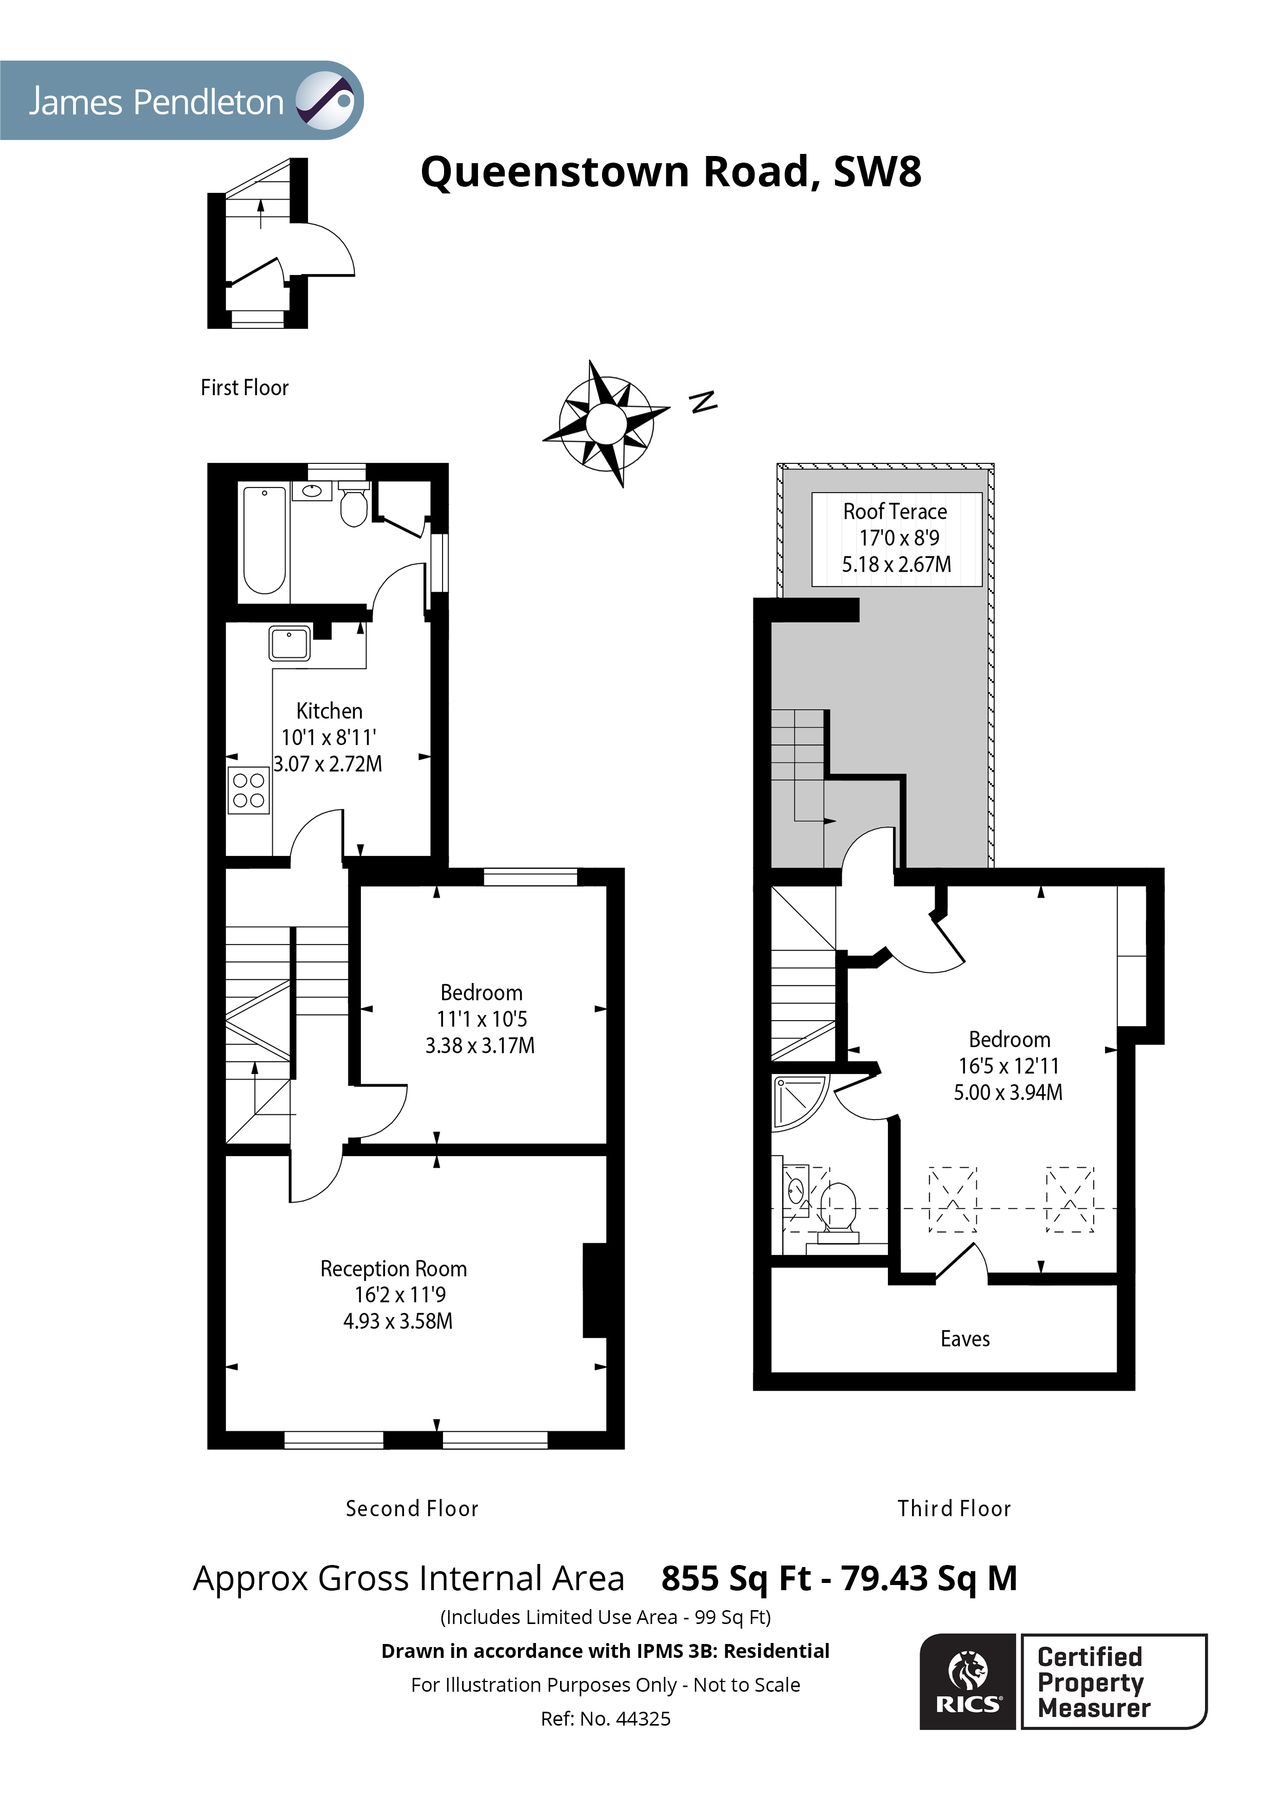 James Pendleton
Queenstown Road, SW8
First Floor
N
Roof Terace
17'0 x 8'9
5.18 x 2.67M
Kitchen
10'1 x 8'11'
3.07 x 2.72M
Bedroom
11'1 x 10'5
3.38 x 3.17M
Bedroom
16'5 x 12'11
5.00 x 3.94M
Reception Room
16'2 x 11'9
4.93 x 3.58M
Eaves
Second Floor
Third Floor
Approx Gross Internal Area 855 Sq Ft - 79.43 Sq M
(Includes Limited Use Area - 99 Sq Ft)
Drawn in accordance with IPMS 3B: Residential
For Illustration Purposes Only - Not to Scale
Ref: No. 44325
RICS®
Certified
Property
Measurer